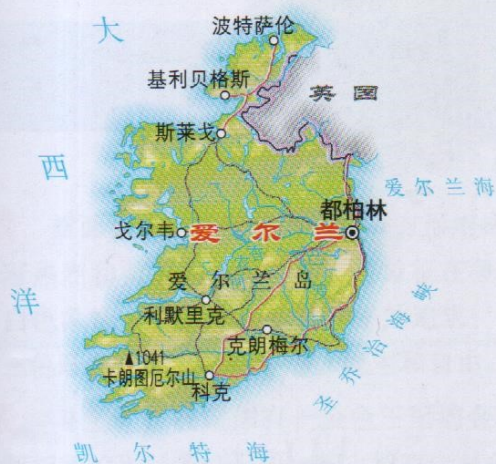 大西洋
波特萨伦
基利贝格斯
英国
斯莱戈
爱尔兰海
都柏林
戈尔韦
爱尔兰
爱尔兰岛
利默里克
克朗梅尔
圣乔治海峡
▲1041
卡朗图厄尔山
科克
凯尔特海